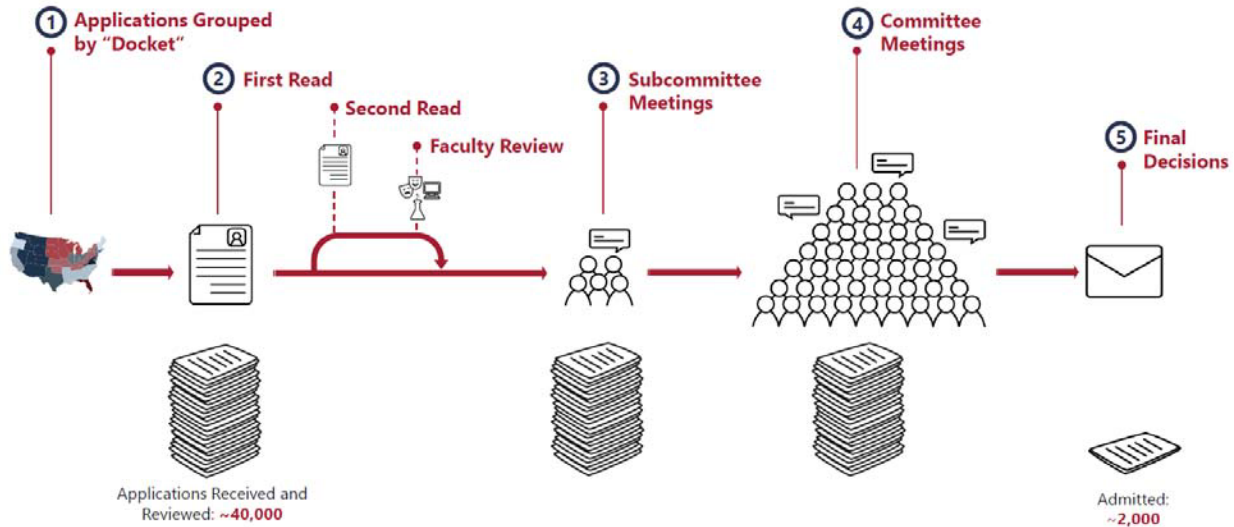 1 Applications Grouped
by “Docket”
2 First Read
Second Read
Faculty Review
3 Subcommittee
Meetings
4 Committee
Meetings
5 Final
Decisions
Applications Received and
Reviewed: ~40,000
Admitted:
~2,000